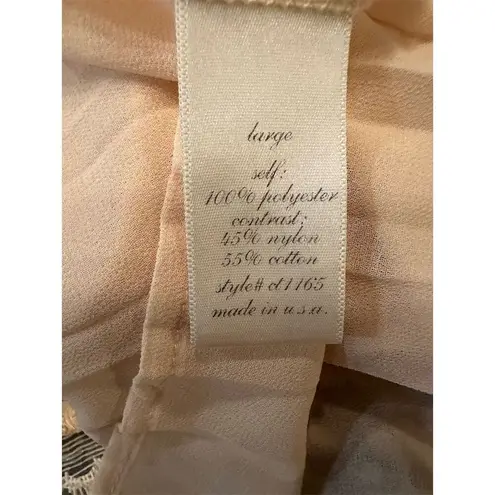 large
self:
100% polyester
contrast:
45% nylon
55% cotton
style# ct1165
made in u.s.a.